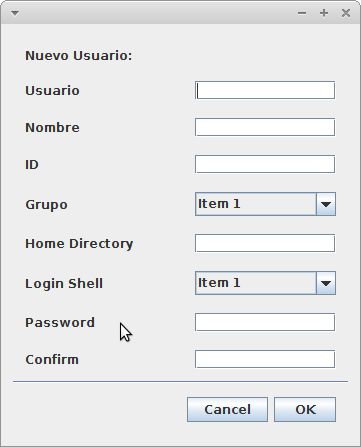 Nuevo Usuario:
Usuario
Nombre
ID
Grupo Item 1
Home Directory
Login Shell Item 1
Password
Confirm
Cancel OK